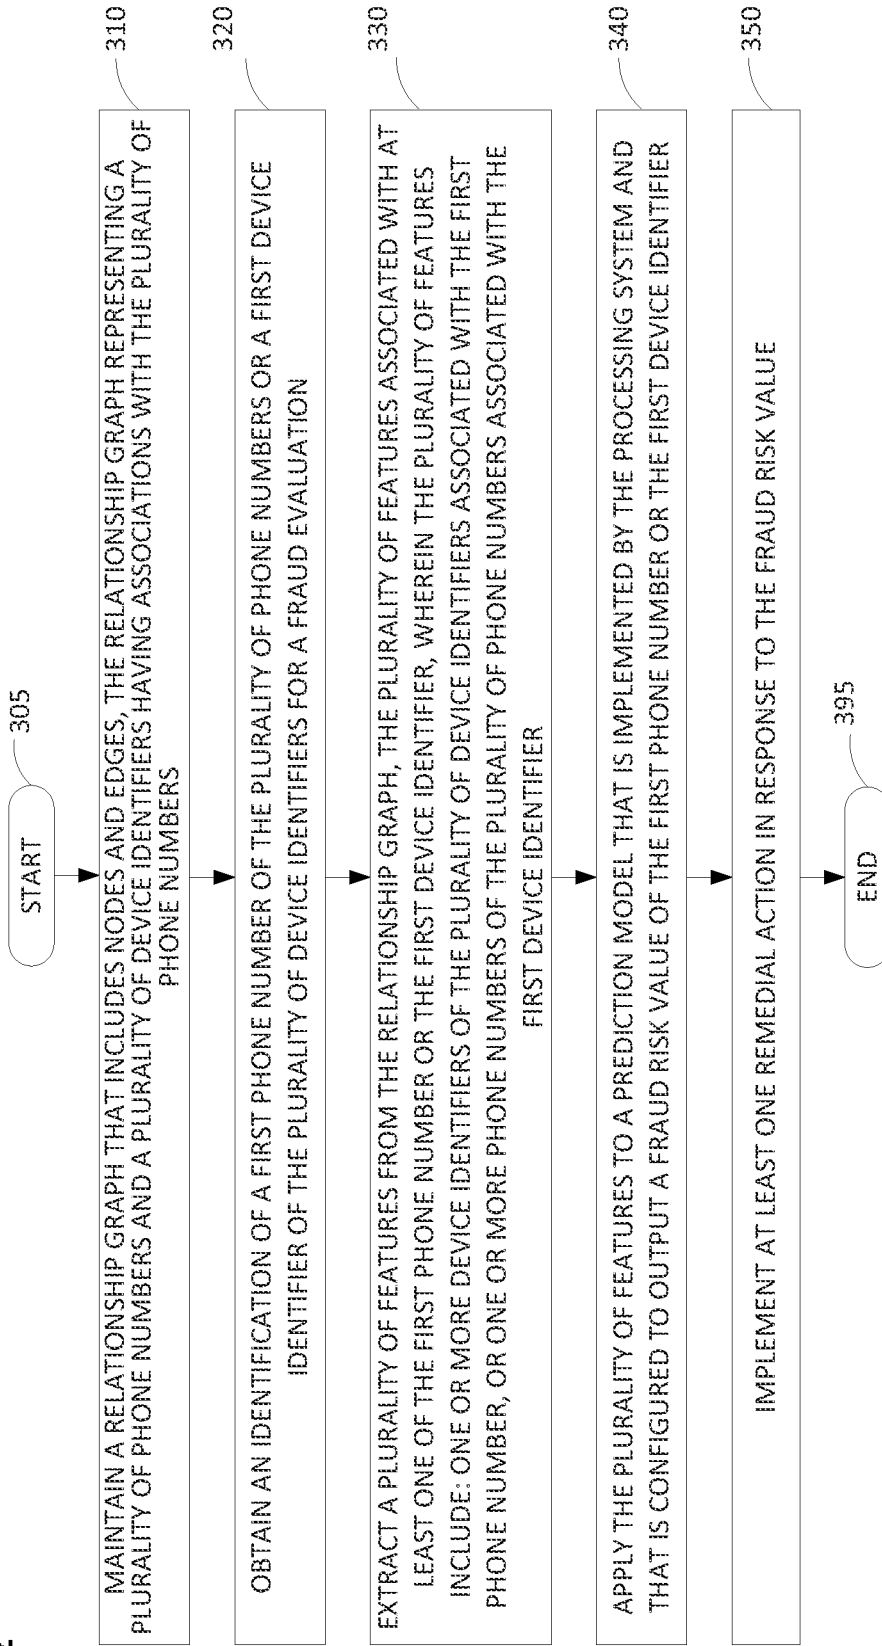 START
305
MAINTAIN A RELATIONSHIP GRAPH THAT INCLUDES NODES AND EDGES, THE RELATIONSHIP GRAPH REPRESENTING A
PLURALITY OF PHONE NUMBERS AND A PLURALITY OF DEVICE IDENTIFIERS HAVING ASSOCIATIONS WITH THE PLURALITY OF
PHONE NUMBERS
310
OBTAIN AN IDENTIFICATION OF A FIRST PHONE NUMBER OF THE PLURALITY OF PHONE NUMBERS OR A FIRST DEVICE
IDENTIFIER OF THE PLURALITY OF DEVICE IDENTIFIERS FOR A FRAUD EVALUATION
320
EXTRACT A PLURALITY OF FEATURES FROM THE RELATIONSHIP GRAPH, THE PLURALITY OF FEATURES ASSOCIATED WITH AT
LEAST ONE OF THE FIRST PHONE NUMBER OR THE FIRST DEVICE IDENTIFIER, WHEREIN THE PLURALITY OF FEATURES
INCLUDE: ONE OR MORE DEVICE IDENTIFIERS OF THE PLURALITY OF DEVICE IDENTIFIERS ASSOCIATED WITH THE FIRST
PHONE NUMBER, OR ONE OR MORE PHONE NUMBERS OF THE PLURALITY OF PHONE NUMBERS ASSOCIATED WITH THE
FIRST DEVICE IDENTIFIER
330
APPLY THE PLURALITY OF FEATURES TO A PREDICTION MODEL THAT IS IMPLEMENTED BY THE PROCESSING SYSTEM AND
THAT IS CONFIGURED TO OUTPUT A FRAUD RISK VALUE OF THE FIRST PHONE NUMBER OR THE FIRST DEVICE IDENTIFIER
340
IMPLEMENT AT LEAST ONE REMEDIAL ACTION IN RESPONSE TO THE FRAUD RISK VALUE
350
END
395